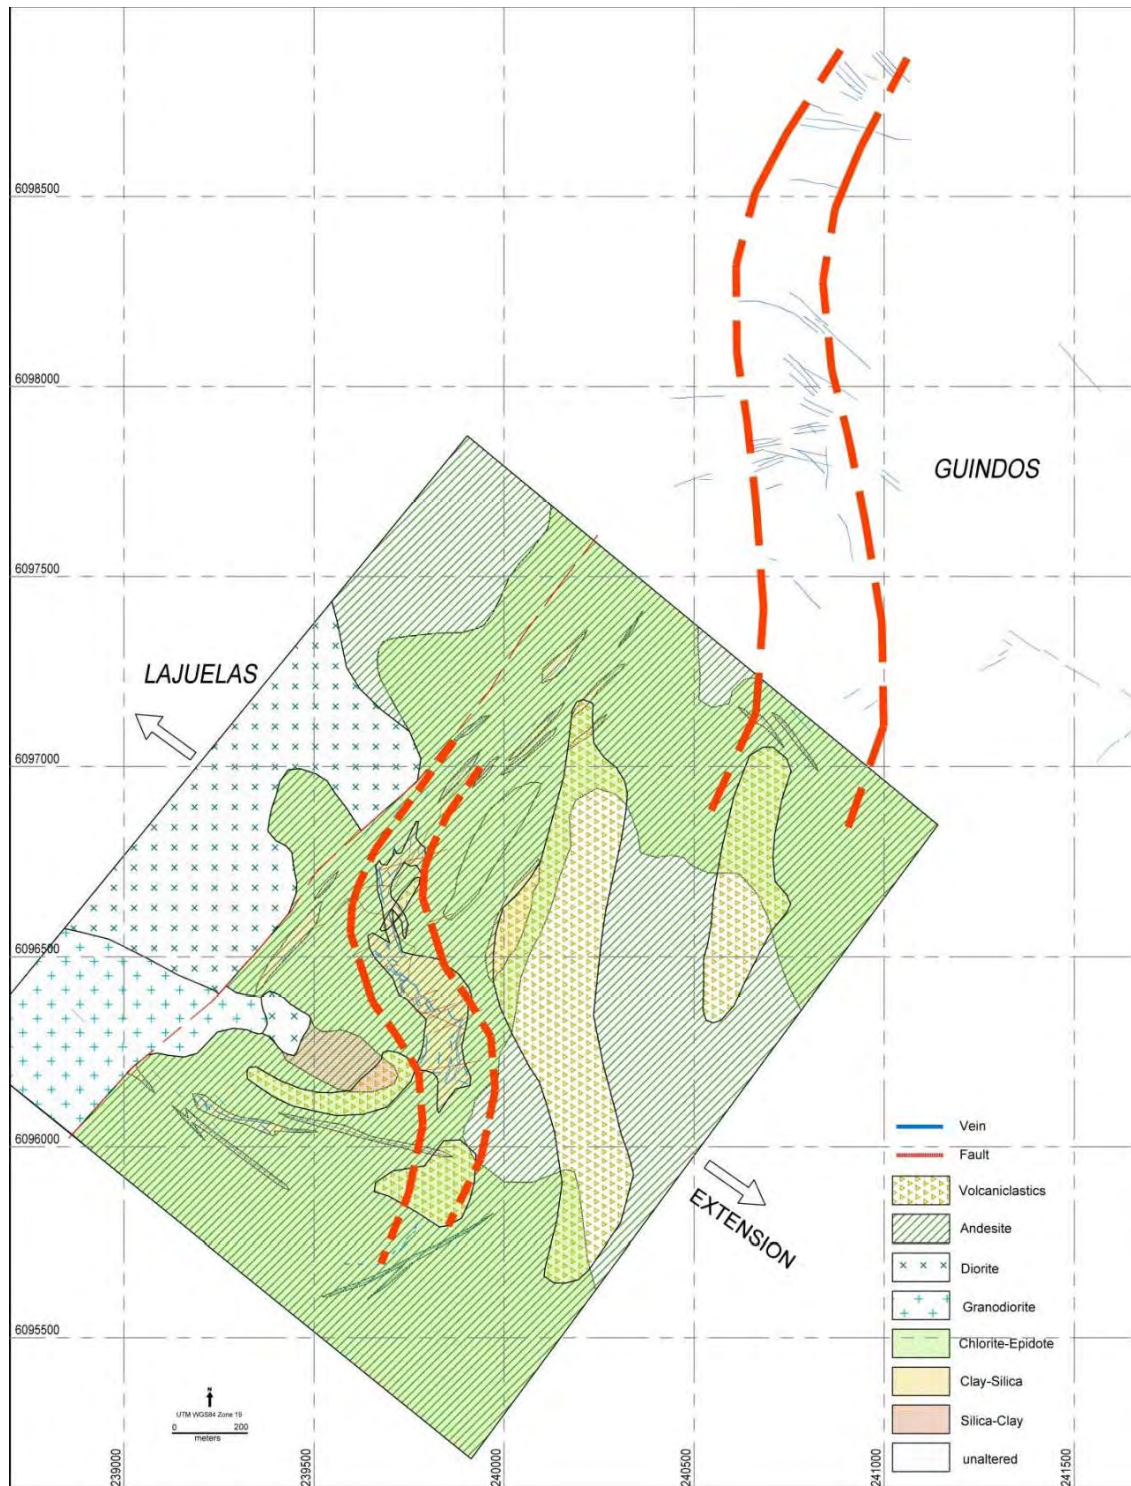 6098500
6098000
GUINDOS
6097500
LAJUELAS
6097000
6096500
6096000
EXTENSION
6095500
Vein
Fault
Volcaniclastics
Andesite
Diorite
Granodiorite
Chlorite-Epidote
Clay-Silica
Silica-Clay
unaltered
N
UTM WGS84 Zone 19
0 200
meters
239000
239500
240000
240500
241000
241500